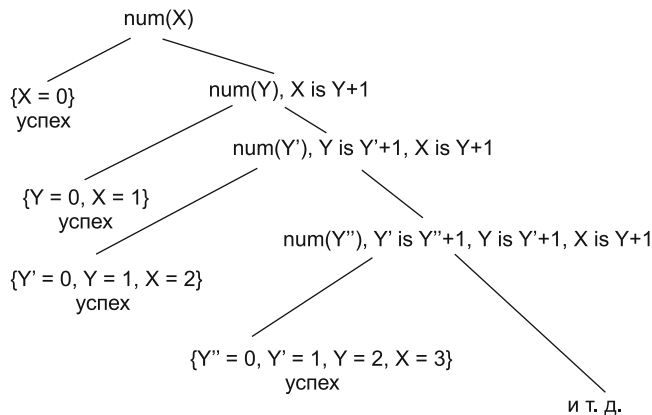 num(X)
{X = 0}
успех
num(Y), X is Y+1
num(Y’), Y is Y’+1, X is Y+1
{Y = 0, X = 1}
успех
num(Y’’), Y’ is Y’’+1, Y is Y’+1, X is Y+1
{Y’ = 0, Y = 1, X = 2}
успех
{Y’’ = 0, Y’ = 1, Y = 2, X = 3}
успех
и т. д.